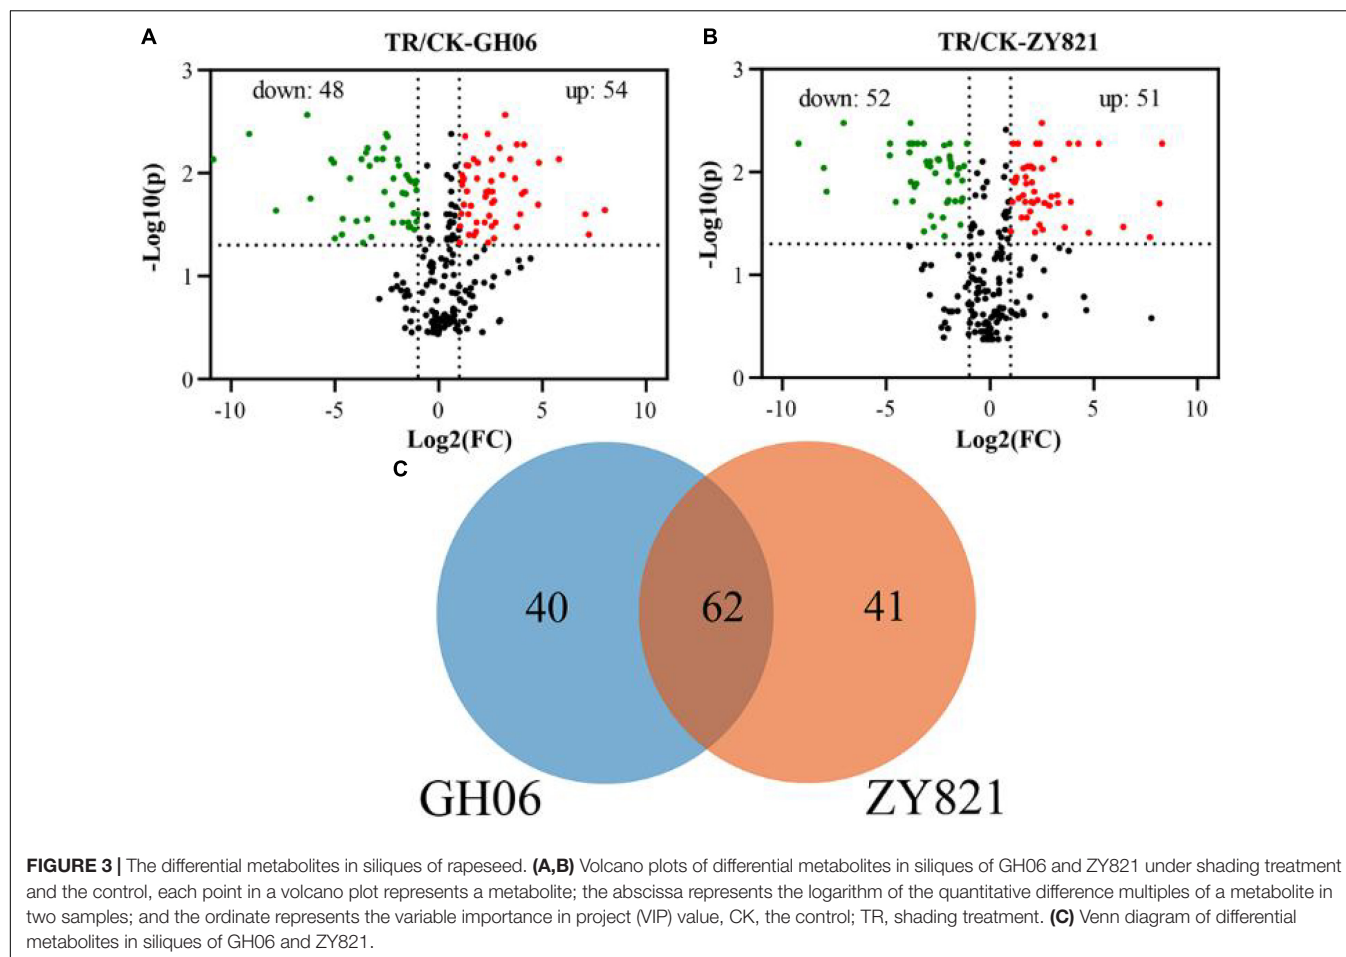 A
TR/CK-GH06
3
down: 48
up: 54
2
-Log10(p)
1
0
-10
-5
0
5
10
Log2(FC)
B
TR/CK-ZY821
3
down: 52
up: 51
2
-Log10(p)
1
0
-10
-5
0
5
10
Log2(FC)
C
40
62
41
GH06
ZY821
FIGURE 3 | The differential metabolites in siliques of rapeseed. (A,B) Volcano plots of differential metabolites in siliques of GH06 and ZY821 under shading treatment
and the control, each point in a volcano plot represents a metabolite; the abscissa represents the logarithm of the quantitative difference multiples of a metabolite in
two samples; and the ordinate represents the variable importance in project (VIP) value, CK, the control; TR, shading treatment. (C) Venn diagram of differential
metabolites in siliques of GH06 and ZY821.